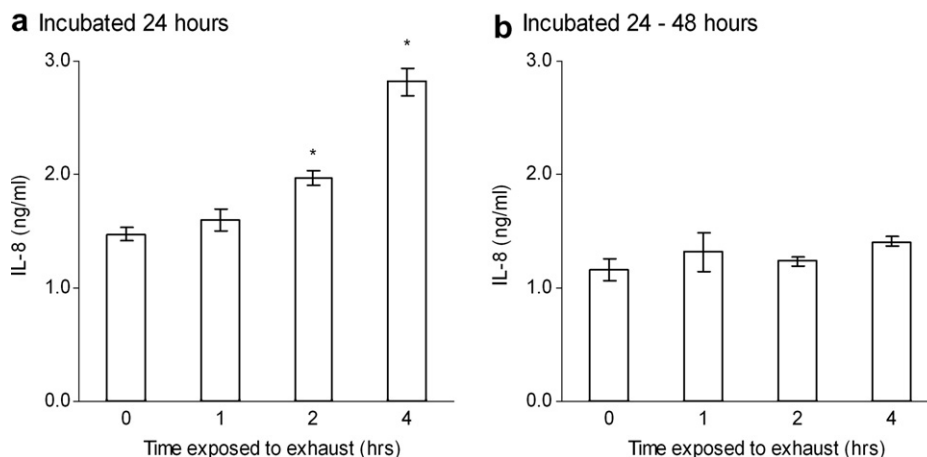 a Incubated 24 hours
3.0
2.0
1.0
0.0
IL-8 (ng/ml)
*
*
0 1 2 4
Time exposed to exhaust (hrs)
b Incubated 24 - 48 hours
3.0
2.0
1.0
0.0
IL-8 (ng/ml)
0 1 2 4
Time exposed to exhaust (hrs)